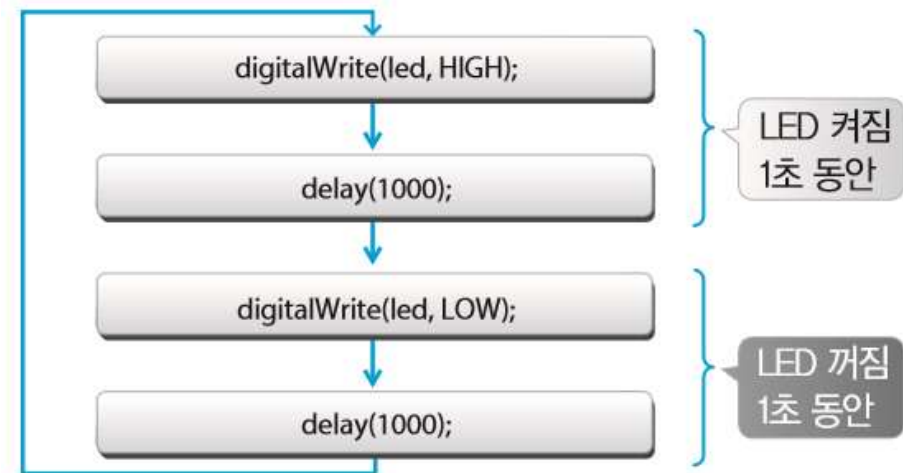 digitalWrite(led, HIGH);
delay(1000);
LED 켜짐
1초 동안
digitalWrite(led, LOW);
delay(1000);
LED 꺼짐
1초 동안